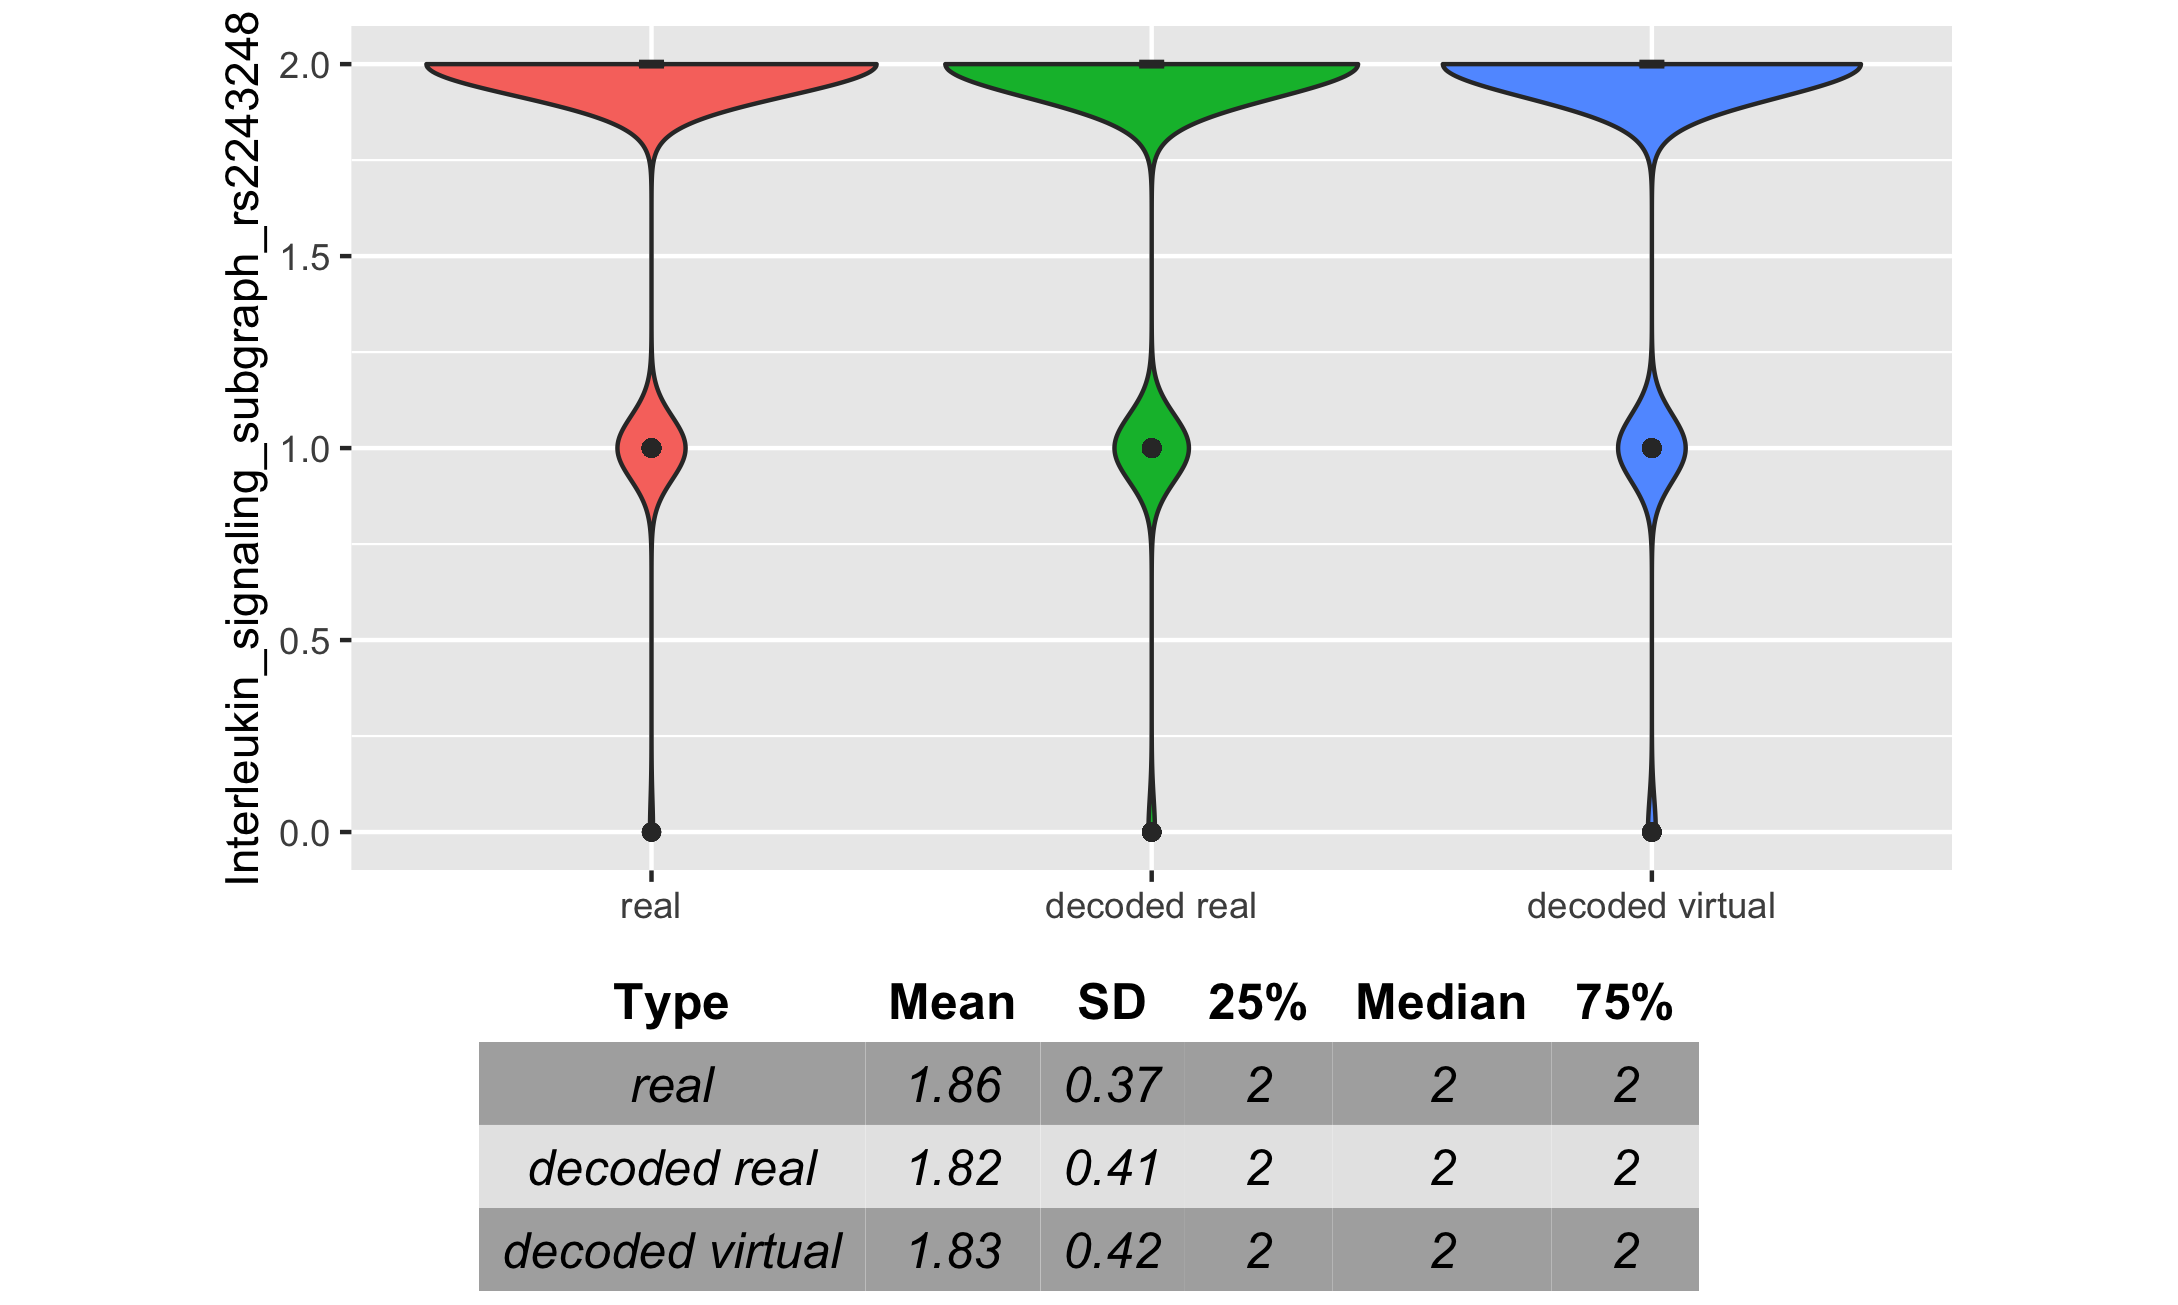 Interleukin_signaling_subgraph_rs2243248
2.0
1.5
1.0
0.5
0.0
real decoded real decoded virtual
Type Mean SD 25% Median 75%
real 1.86 0.37 2 2 2
decoded real 1.82 0.41 2 2 2
decoded virtual 1.83 0.42 2 2 2